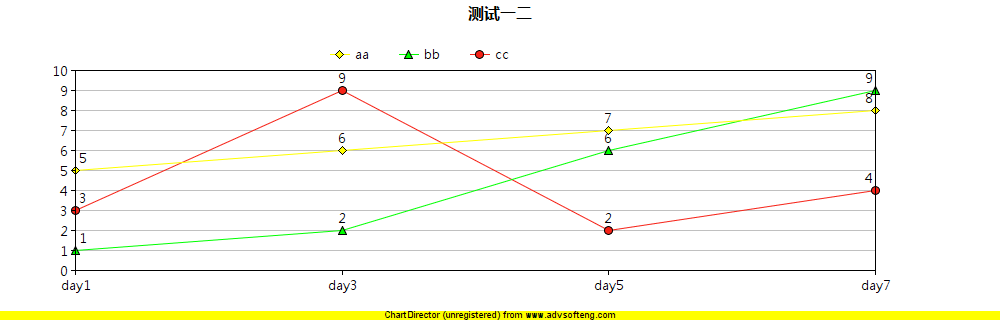 测试一二
aa bb cc
10
9
8
7
6
5
4
3
2
1
0
5 6 7 8
1 2 6 9
3 9 2 4
day1 day3 day5 day7
ChartDirector (unregistered) from www.advsofteng.com